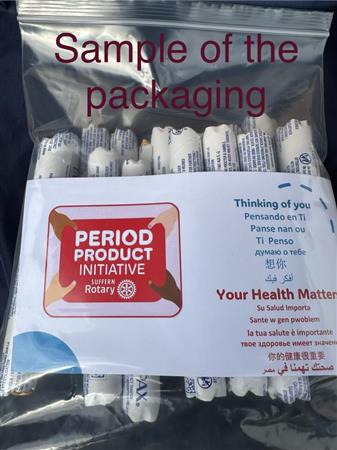 Sample of the
packaging
PERIOD
PRODUCT
INITIATIVE
SUFFERN
Rotary
Thinking of you
Pensando en Ti
Panse nan ou
Ti Penso
думаю о тебе
想你
أفكر فيك
Your Health Matter
Su Salud Importa
Sante w gen pwoblem
la tua salute è importante
твое здоровье имеет значени
你的健康很重要
صحتك تهمنا في مصر